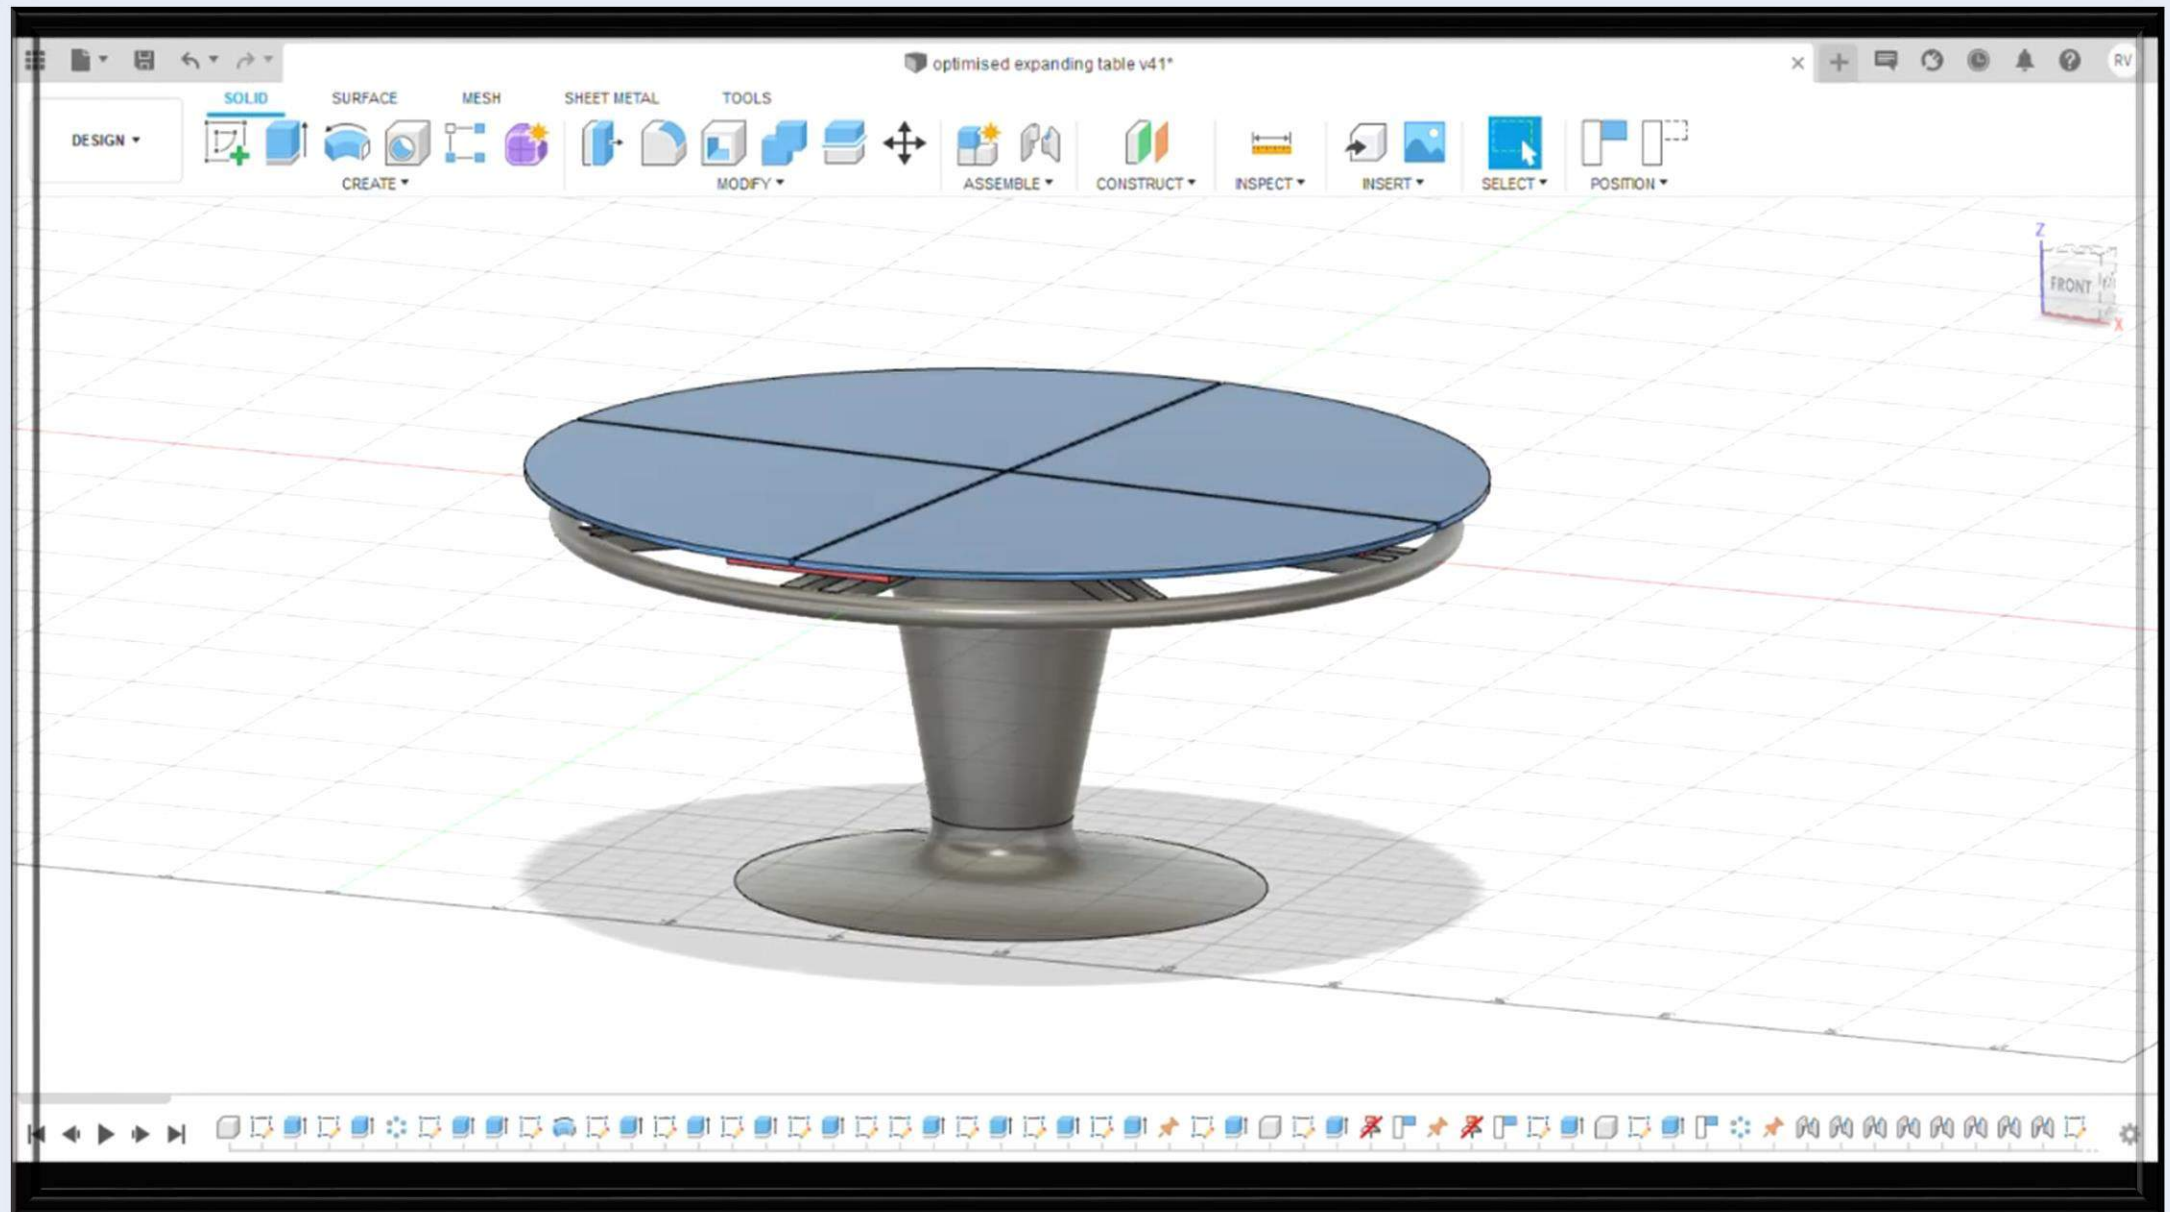 optimised expanding table v41*
RV
SOLID SURFACE MESH SHEET METAL TOOLS
DESIGN
CREATE MODIFY ASSEMBLE CONSTRUCT INSPECT INSERT SELECT POSITION
Z
FRONT
X